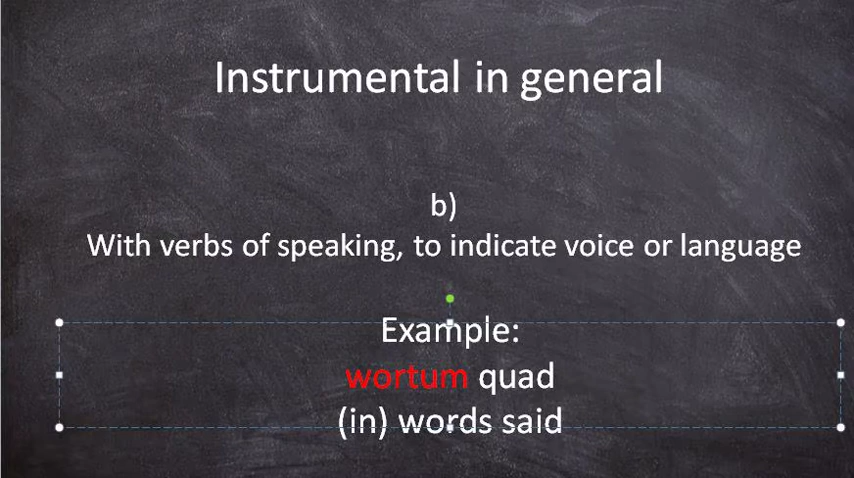 Instrumental in general
b)
With verbs of speaking, to indicate voice or language
Example:
wortum quad
(in) words said